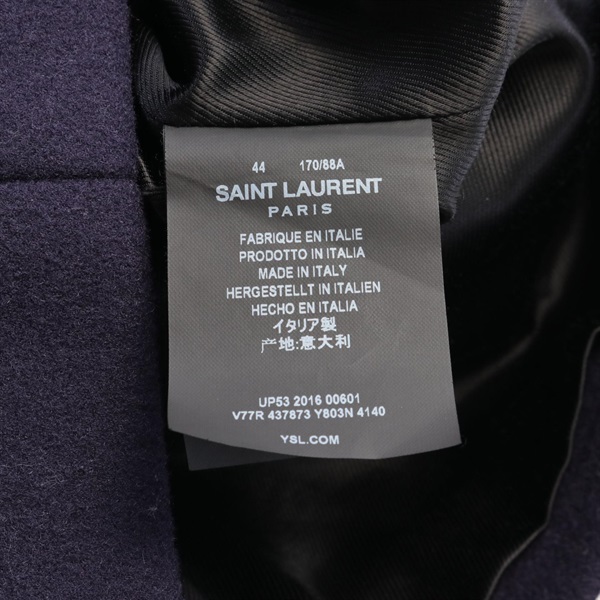 44 170/88A
SAINT LAURENT
PARIS
FABRIQUE EN ITALIE
PRODOTTO IN ITALIA
MADE IN ITALY
HERGESTELLT IN ITALIEN
HECHO EN ITALIA
イタリア製
产地:意大利
UP53 2016 00601
V77R 437873 Y803N 4140
YSL.COM